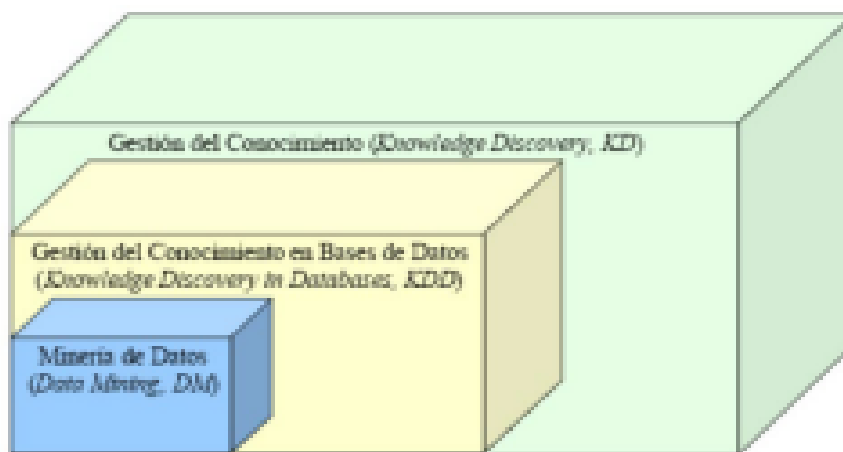 Gestión del Conocimiento (Knowledge Discovery, KD)
Gestión del Conocimiento en Bases de Datos
(Knowledge Discovery in Databases, KDD)
Minería de Datos
(Data Mining, DM)